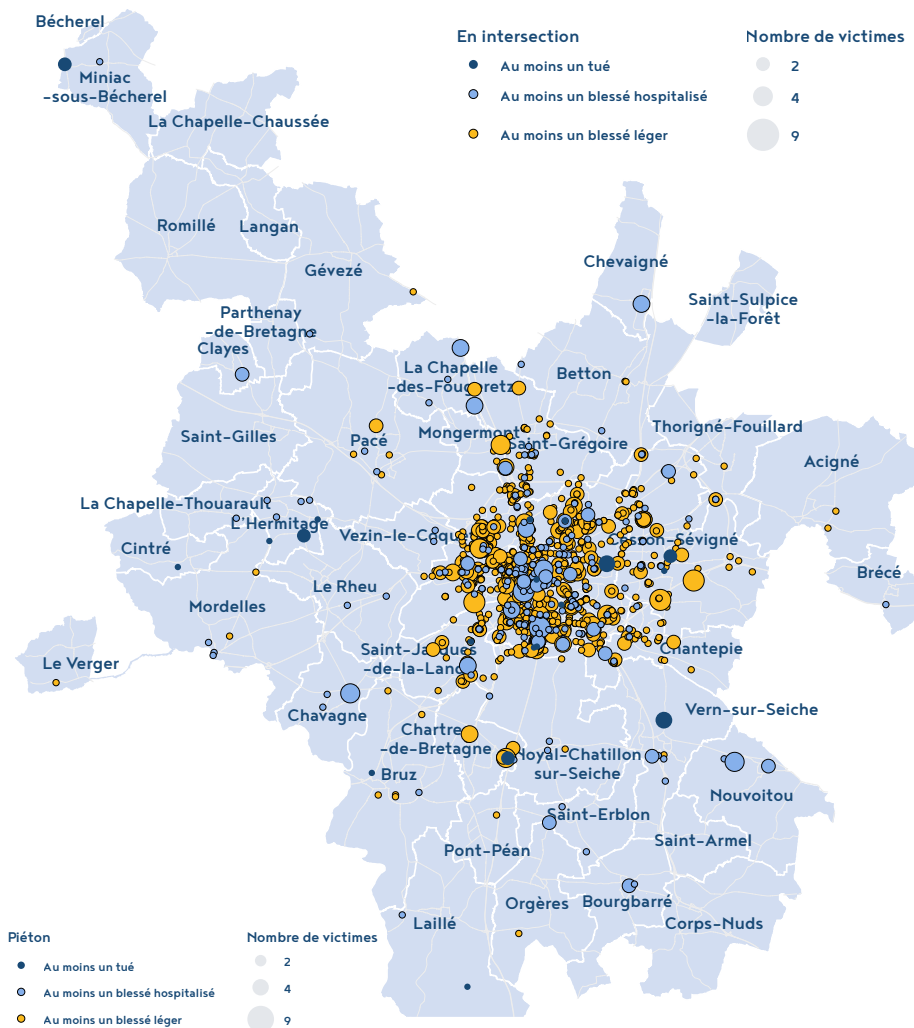 Bécherel
En intersection
Nombre de victimes
Au moins un tué
2
Miniac
-sous-Bécherel
Au moins un blessé hospitalisé
4
La Chapelle-Chaussée
Au moins un blessé léger
9
Romillé
Langan
Gévezé
Chevaigné
Saint-Sulpice
-la-Forêt
Parthenay
-de-Bretagne
Clayes
La Chapelle
-des-Fougeretz
Betton
Saint-Gilles
Pacé
Mongermont
Saint-Grégoire
Thorigné-Fouillard
Acigné
La Chapelle-Thouarault
L'Hermitage
Vezin-le-Coquet
Cesson-Sévigné
Cintré
Brécé
Le Rheu
Mordelles
Le Verger
Saint-Jacques
-de-la-Lande
Chantepie
Chavagne
Vern-sur-Seiche
Chartres
-de-Bretagne
Noyal-Chatillon
sur-Seiche
Bruz
Nouvoitou
Saint-Erblon
Pont-Péan
Saint-Armel
Orgères
Bourgbarré
Laillé
Corps-Nuds
Piéton
Nombre de victimes
Au moins un tué
2
Au moins un blessé hospitalisé
4
Au moins un blessé léger
9